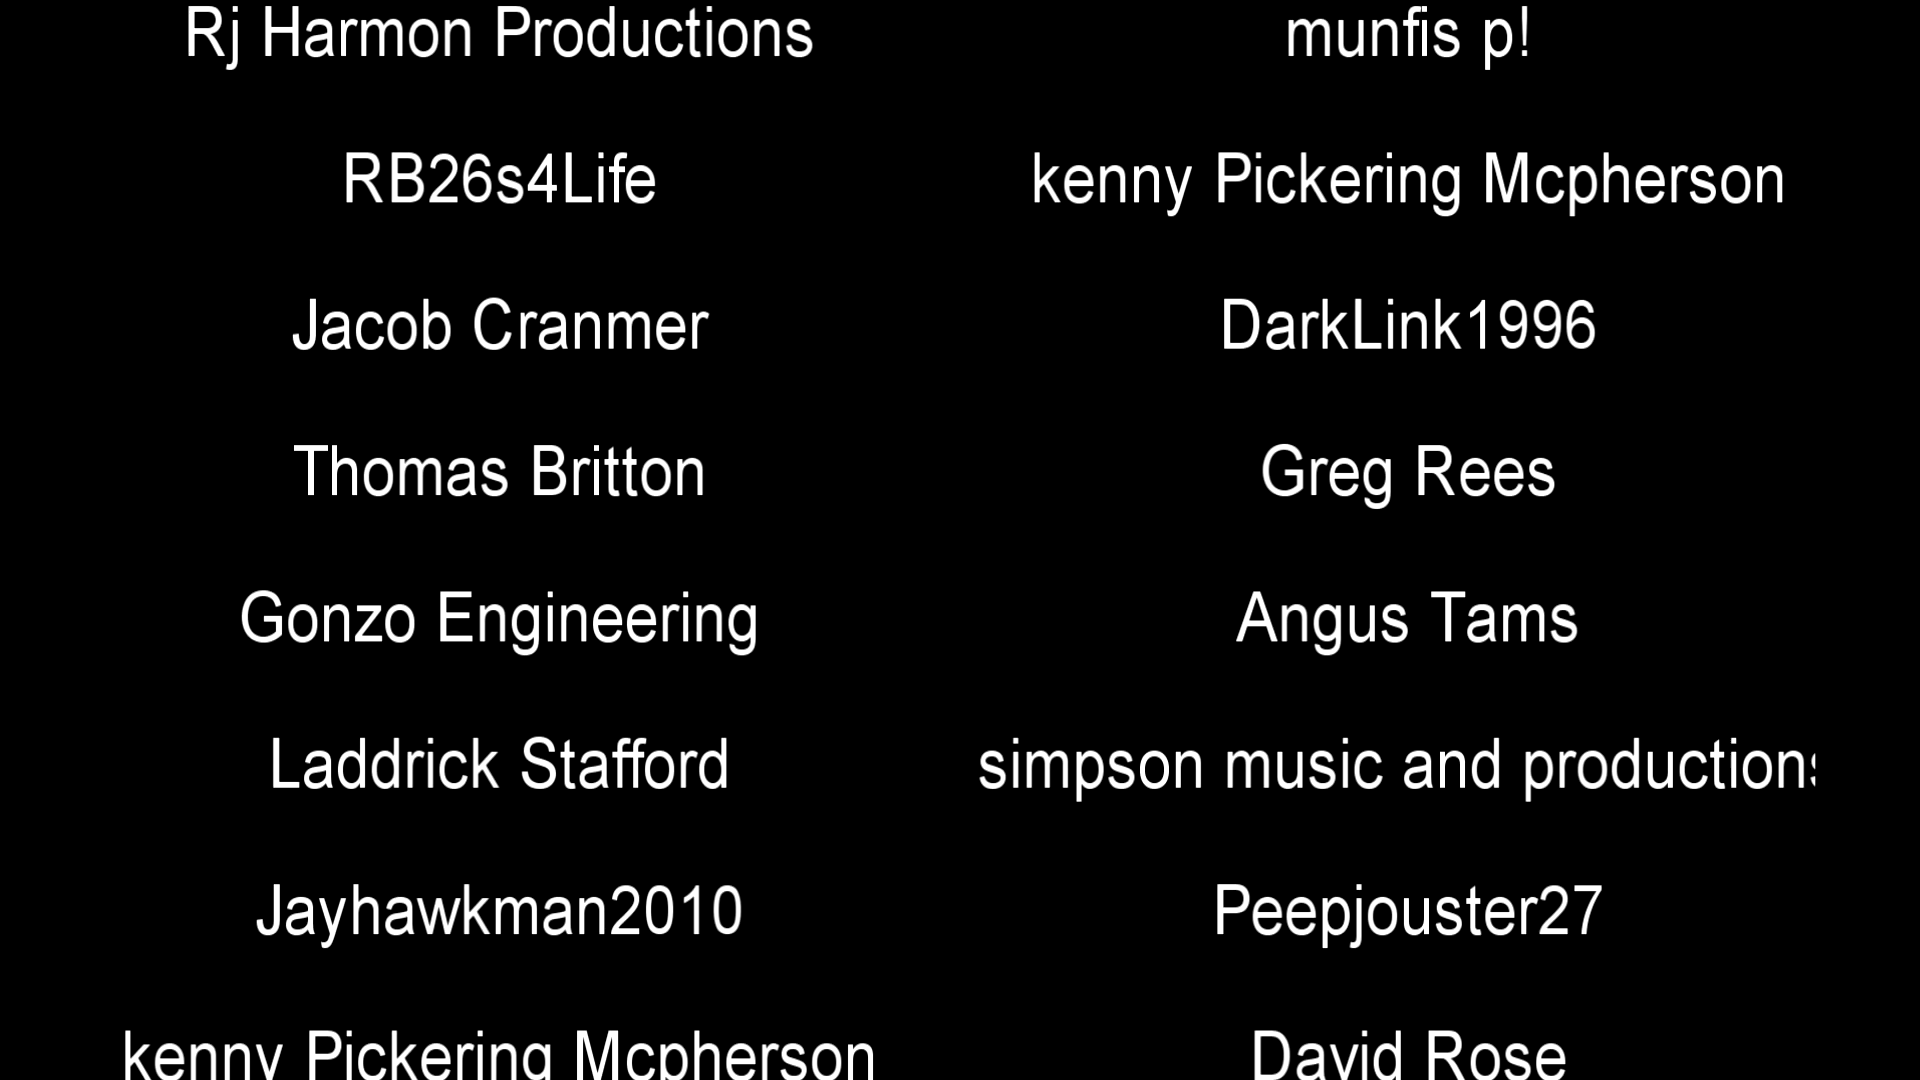 Rj Harmon Productions
munfis p!
RB26s4Life
kenny Pickering Mcpherson
Jacob Cranmer
DarkLink1996
Thomas Britton
Greg Rees
Gonzo Engineering
Angus Tams
Laddrick Stafford
simpson music and productions
Jayhawkman2010
Peepjouster27
kenny Pickering Mcpherson
David Rose